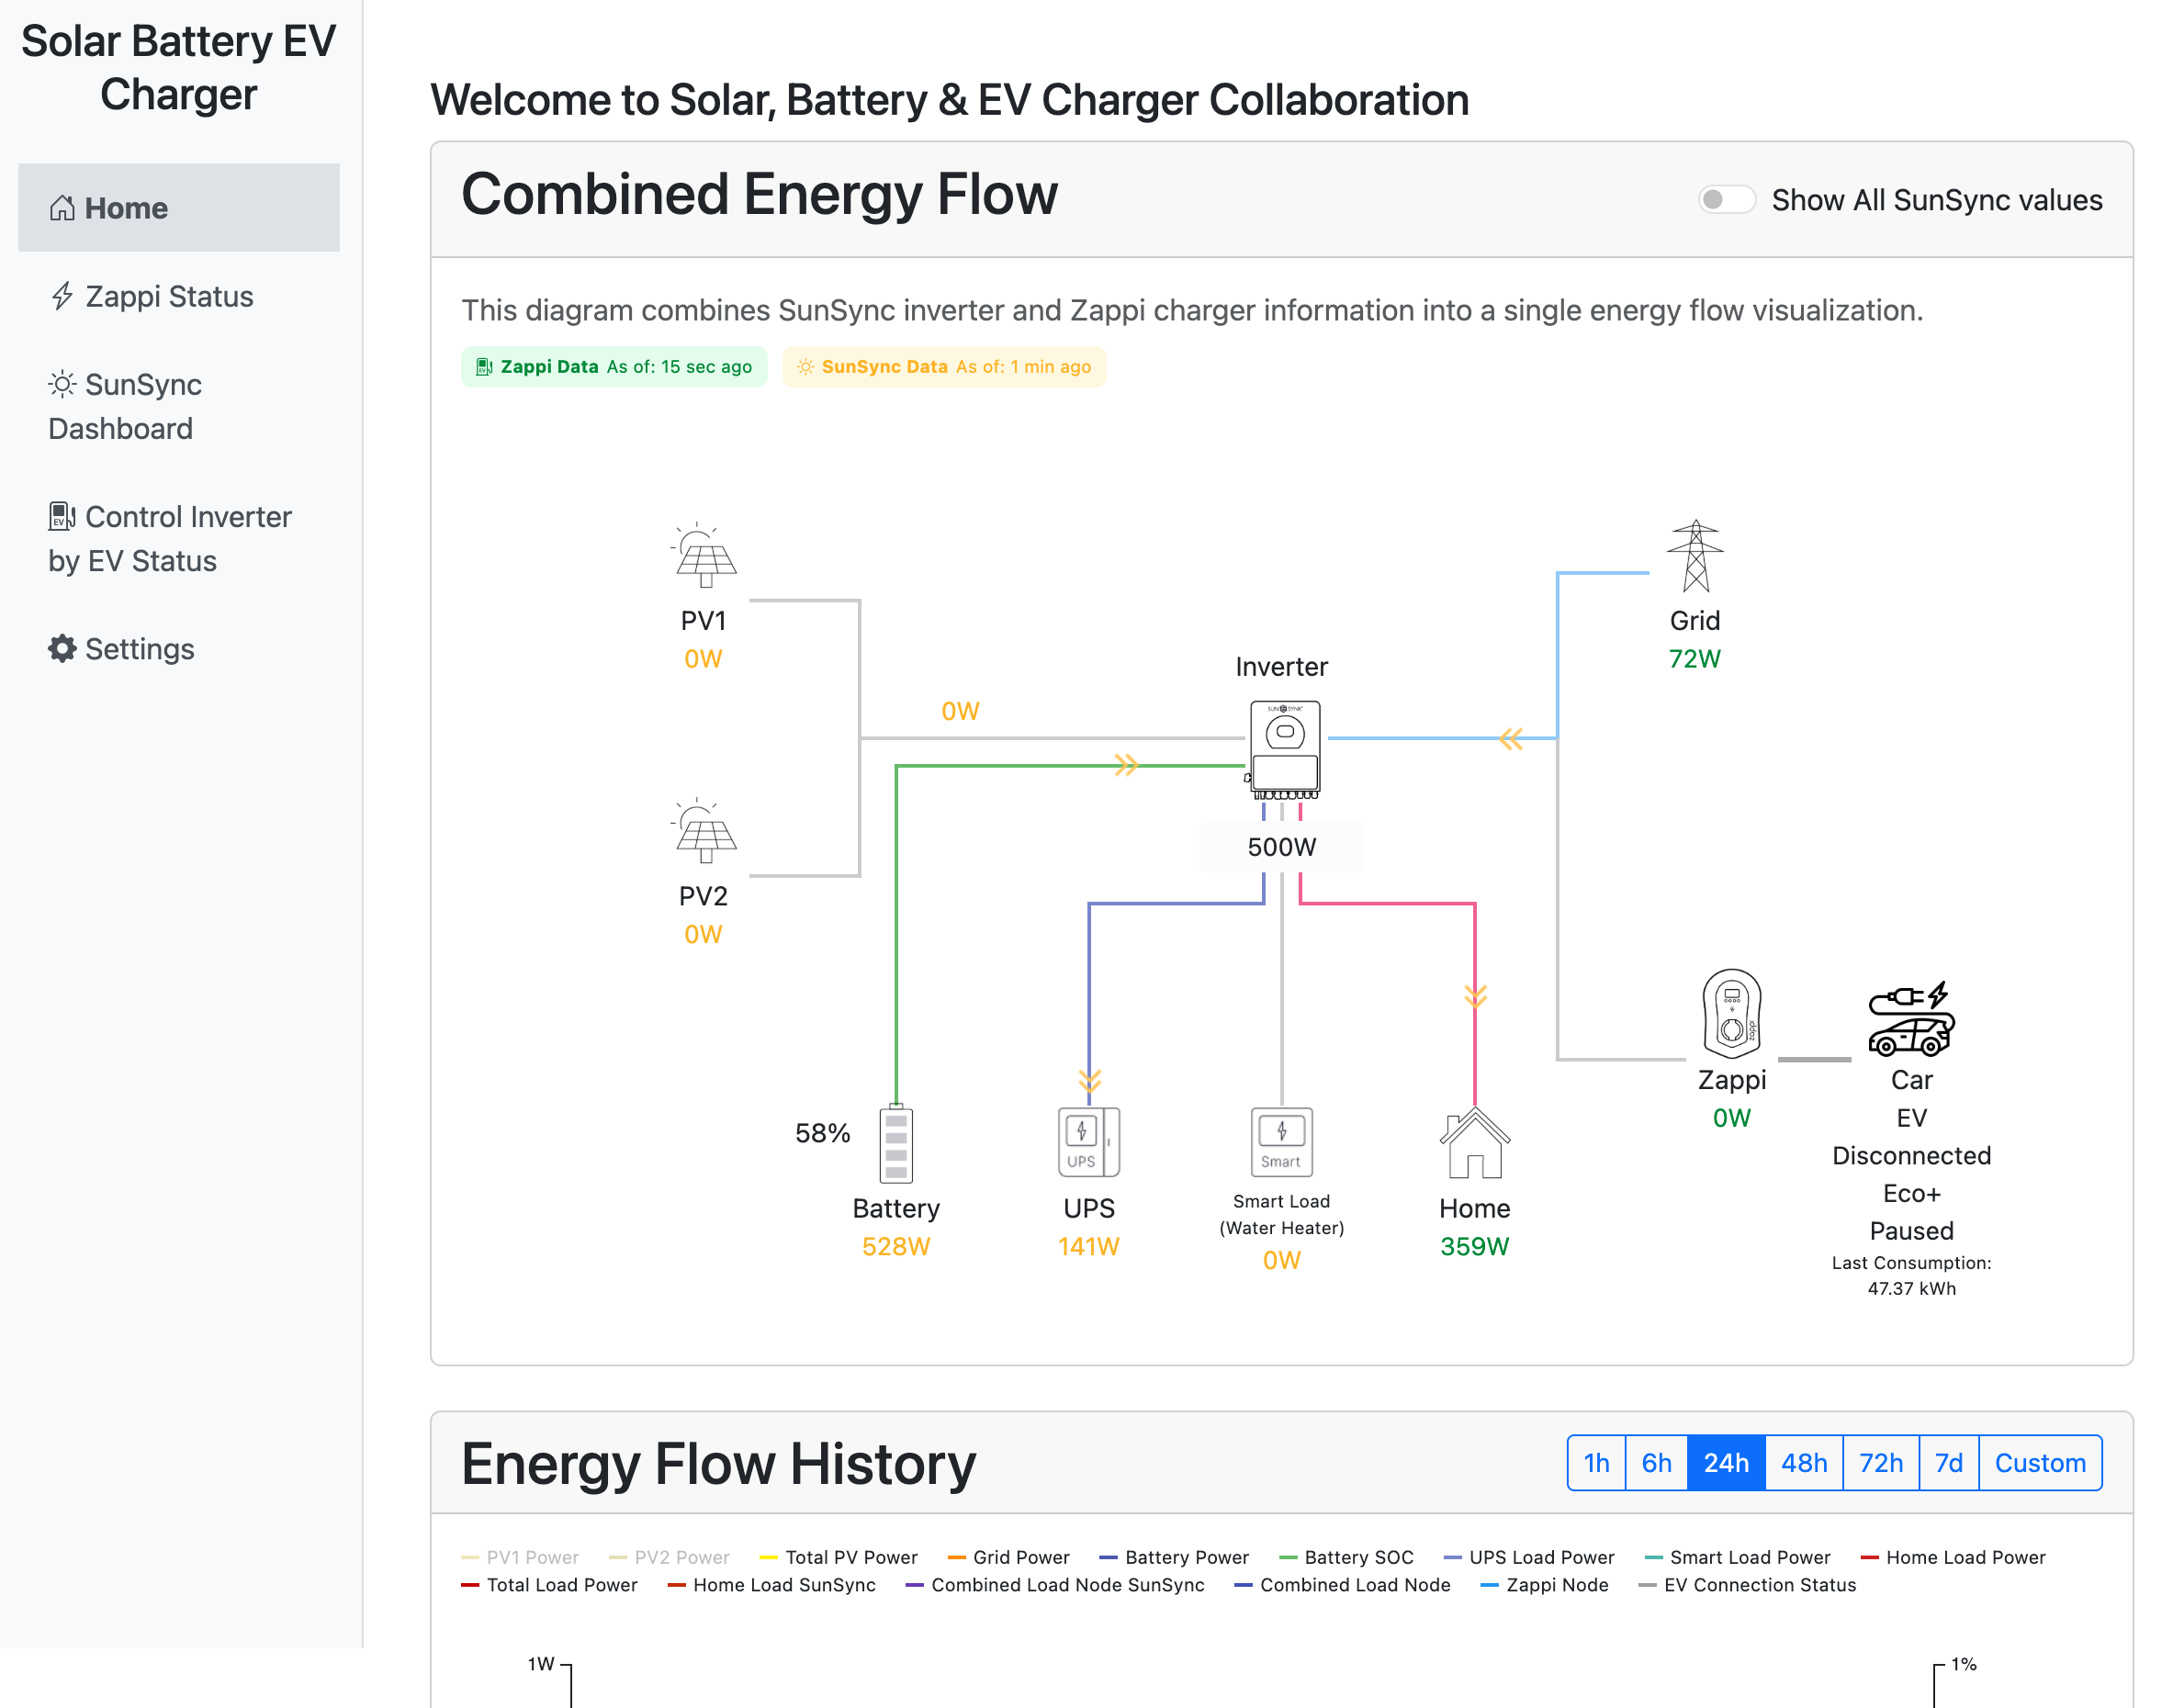 Solar Battery EV
Charger
Home
Zappi Status
SunSync
Dashboard
Control Inverter
by EV Status
Settings
Welcome to Solar, Battery & EV Charger Collaboration
Combined Energy Flow
Show All SunSync values
This diagram combines SunSync inverter and Zappi charger information into a single energy flow visualization.
Zappi Data As of: 15 sec ago
SunSync Data As of: 1 min ago
PV1
0W
Grid
72W
Inverter
SUNSYNK
0W
500W
PV2
0W
zappi
Zappi
0W
Car
EV
Disconnected
Eco+
Paused
Last Consumption:
47.37 kWh
58%
Battery
528W
UPS
UPS
141W
Smart
Smart Load
(Water Heater)
0W
Home
359W
Energy Flow History
1h 6h 24h 48h 72h 7d Custom
PV1 Power PV2 Power Total PV Power Grid Power Battery Power Battery SOC UPS Load Power Smart Load Power Home Load Power
Total Load Power Home Load SunSync Combined Load Node SunSync Combined Load Node Zappi Node EV Connection Status
1W
1%